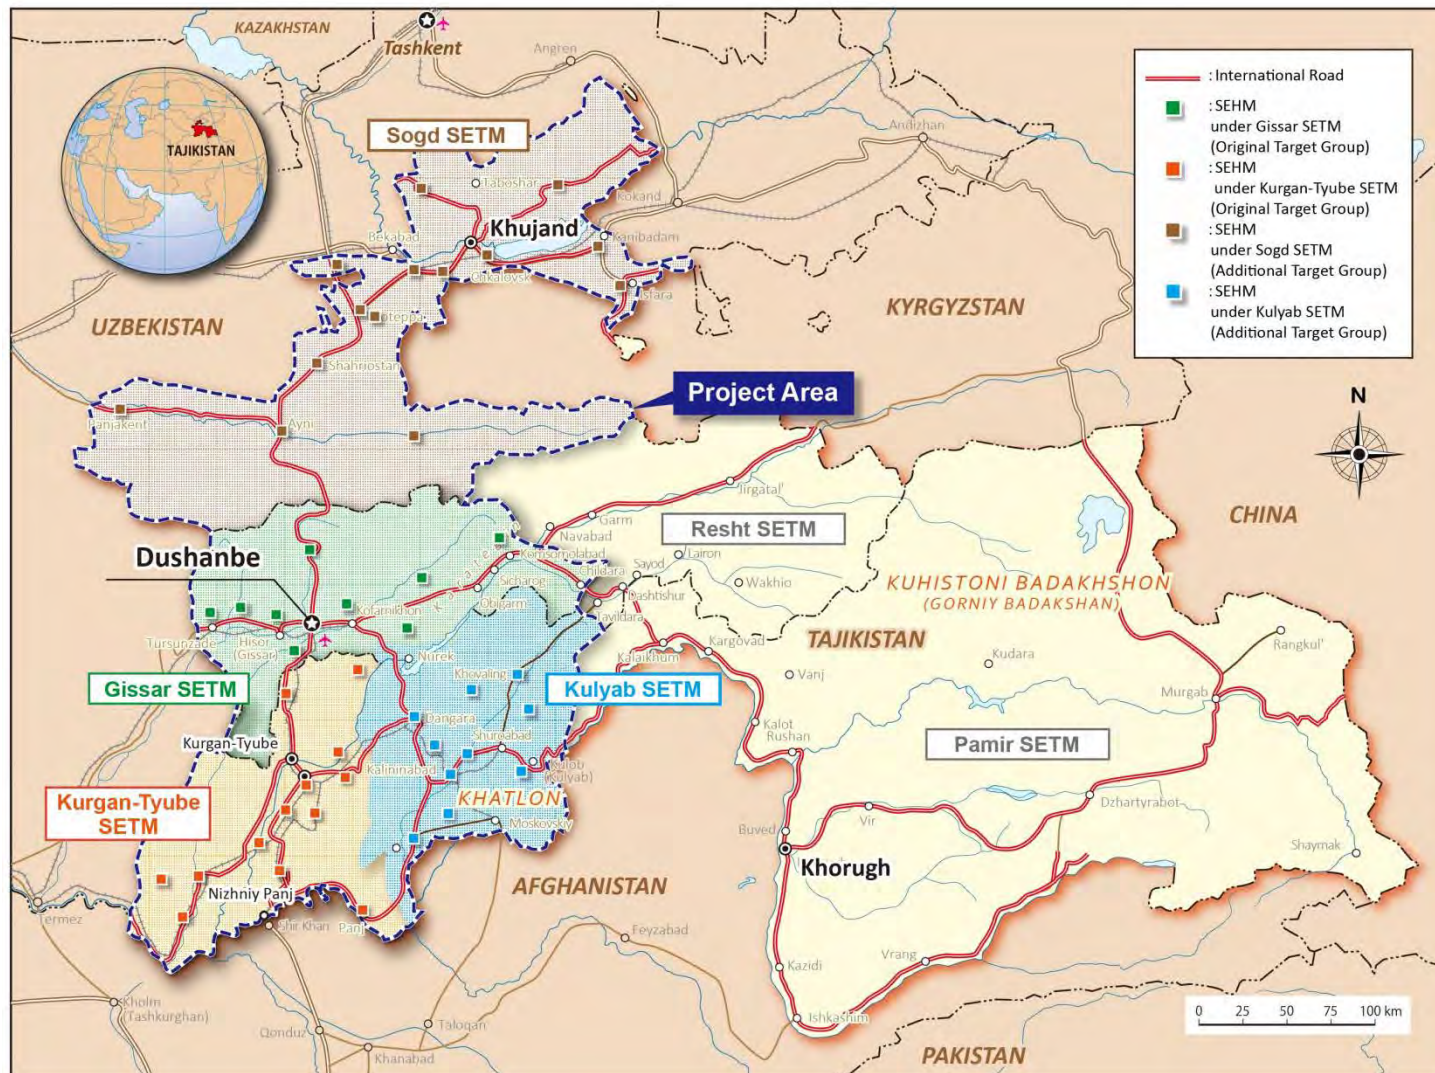 KAZAKHSTAN
Tashkent
Angren
TAJIKISTAN
Sogd SETM
Andizhan
Taboshar
Kokand
Khujand
Bekabad
Kanibadam
Chkalovsk
Isfara
UZBEKISTAN
KYRGYZSTAN
Shahriostan
Project Area
Panjakent
Ayni
: International Road
: SEHM
under Gissar SETM
(Original Target Group)
: SEHM
under Kurgan-Tyube SETM
(Original Target Group)
: SEHM
under Sogd SETM
(Additional Target Group)
: SEHM
under Kulyab SETM
(Additional Target Group)
N
CHINA
Jirgatal'
Garm
Navabad
Resht SETM
Dushanbe
Komsomolabad
Sicharog
Obigarm
Childara
Sayod
Lairon
Wakhio
Dashtishur
Tavildara
KUHISTONI BADAKHSHON
(GORNIY BADAKSHAN)
TAJIKISTAN
Kofarnikhon
Tursunzade
Hisor
(Gissar)
Nurek
Khovaling
Kalaikhum
Kargovad
Vanj
Kudara
Rangkul'
Murgab
Gissar SETM
Kulyab SETM
Dangara
Shuroabad
Kurgan-Tyube
Kalininabad
Kulob
(Kulyab)
Kalot
Rushan
Pamir SETM
Kurgan-Tyube
SETM
KHATLON
Moskovskiy
Dzhartyrabot
Vir
Buved
Khorugh
Shaymak
AFGHANISTAN
Nizhniy Panj
Panj
Termez
Shir Khan
Feyzabad
Kazidi
Vrang
Ishkashim
Kholm
(Tashkurghan)
Qonduz
Taloqan
Khanabad
PAKISTAN
0 25 50 75 100 km